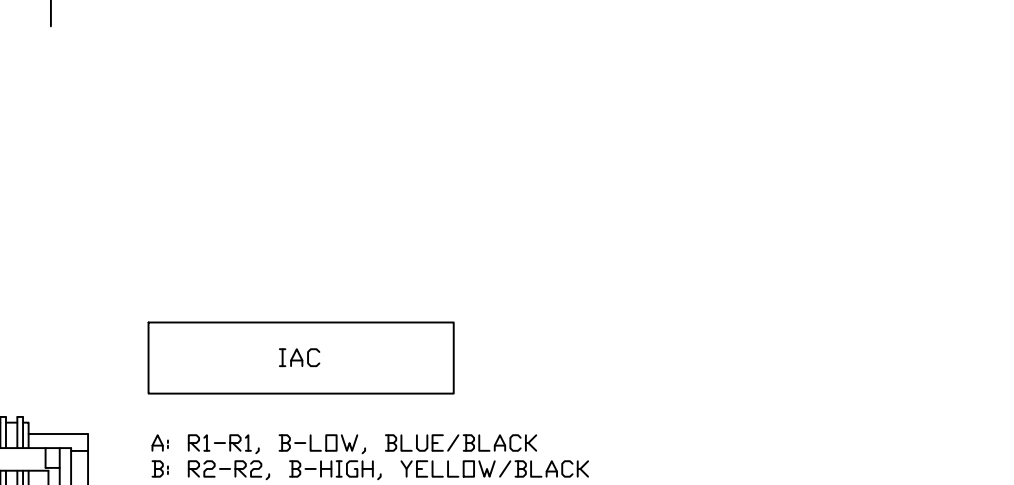 IAC
A: R1-R1, B-LOW, BLUE/BLACK
B: R2-R2, B-HIGH, YELLOW/BLACK